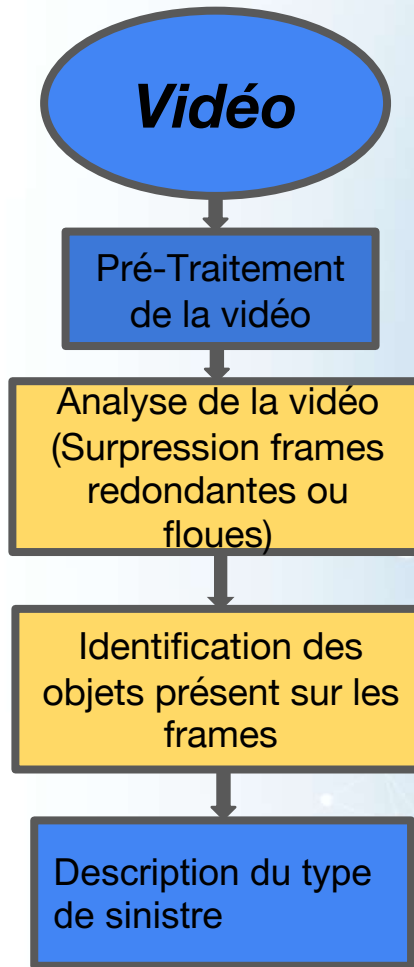 Vidéo
Pré-Traitement
de la vidéo
Analyse de la vidéo
(Surpression frames
redondantes ou
floues)
Identification des
objets présent sur les
frames
Description du type
de sinistre